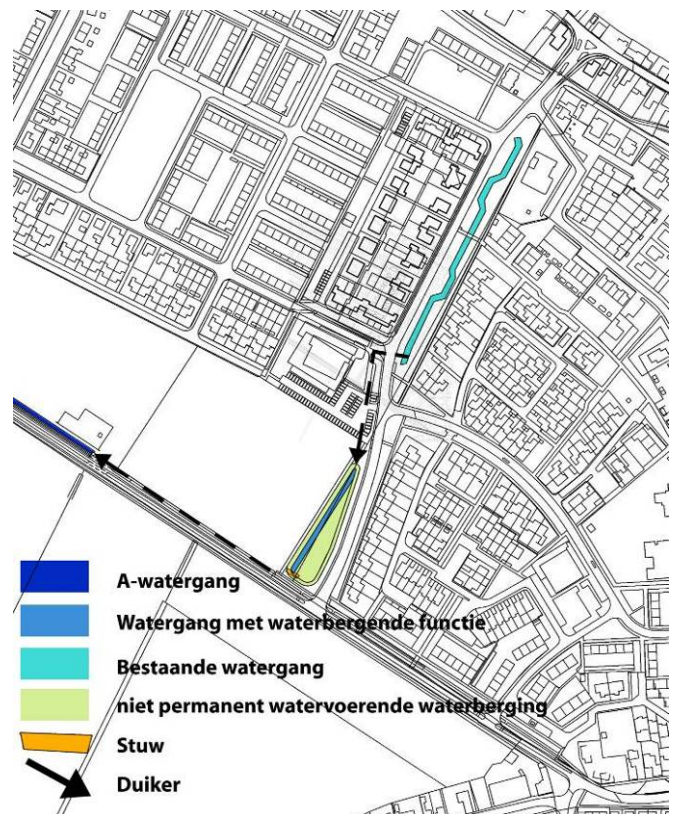 A-watergang
Watergang met waterbergende functie
Bestaande watergang
niet permanent watervoerende waterberging
Stuw
Duiker